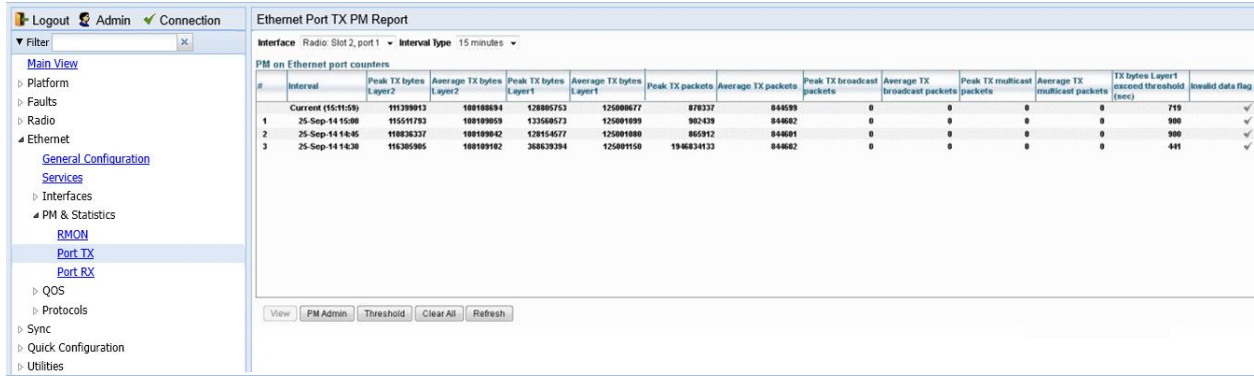 Logout Admin Connection
Filter
Main View
Platform
Faults
Radio
Ethernet
General Configuration
Services
Interfaces
PM & Statistics
RMON
Port TX
Port RX
QOS
Protocols
Sync
Quick Configuration
Utilities
Ethernet Port TX PM Report
Interface Radio: Slot 2, port 1 Interval Type 15 minutes
PM on Ethernet port counters
# Interval Peak TX bytes Layer2 Average TX bytes Layer2 Peak TX bytes Layer1 Average TX bytes Layer1 Peak TX packets Average TX packets Peak TX broadcast packets Average TX broadcast packets Peak TX multicast packets Average TX multicast packets TX bytes Layer1 exceed threshold (sec) Invalid data flag
Current (15:11:59) 111399013 108108694 128805753 125000677 870337 844599 0 0 0 0 719
1 25-Sep-14 15:00 115511793 108109059 133560573 125001099 902439 844602 0 0 0 0 900
2 25-Sep-14 14:45 110836337 108109042 128154577 125001080 865912 844601 0 0 0 0 900
3 25-Sep-14 14:30 116305905 108109102 368639394 125001150 1946834133 844602 0 0 0 0 441
View PM Admin Threshold Clear All Refresh